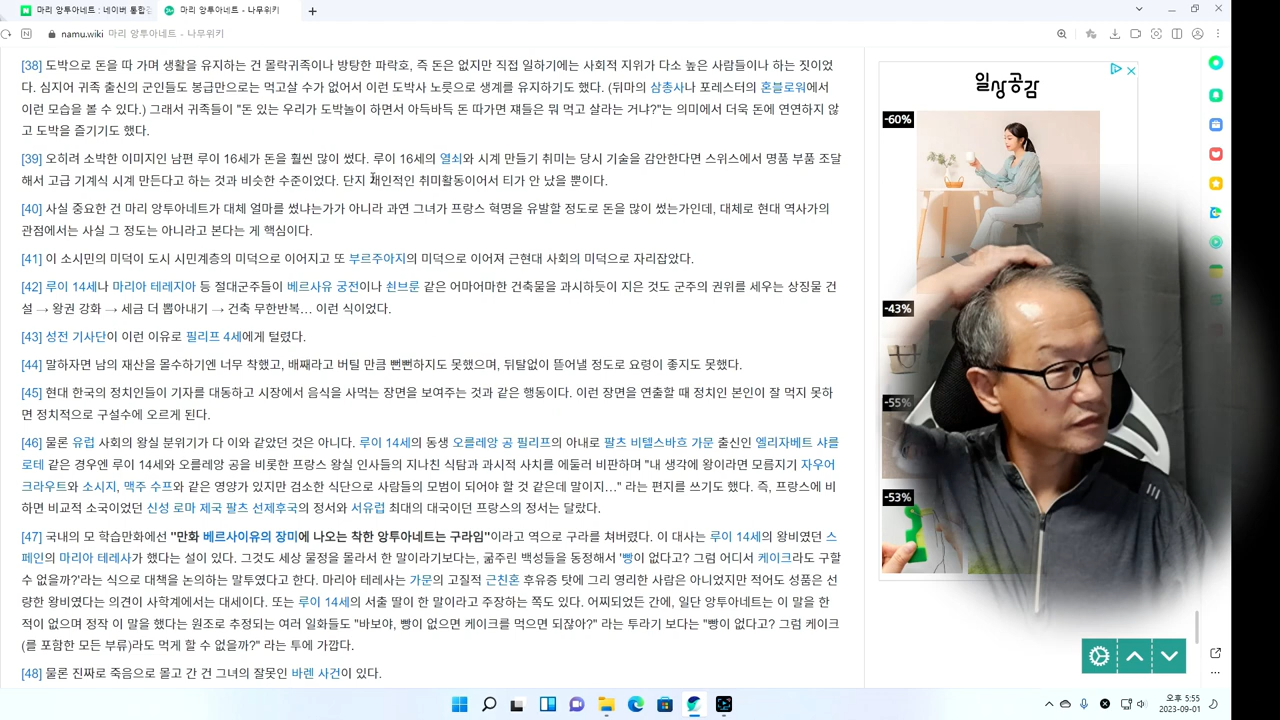 마리 앙투아네트 : 네이버 통합검
마리 앙투아네트 - 나무위키
namu.wiki 마리 앙투아네트 - 나무위키
[38] 도박으로 돈을 따 가며 생활을 유지하는 건 몰락귀족이나 방탕한 파락호, 즉 돈은 없지만 직접 일하기에는 사회적 지위가 다소 높은 사람들이나 하는 짓이었
다. 심지어 귀족 출신의 군인들도 봉급만으로는 먹고살 수가 없어서 이런 도박사 노릇으로 생계를 유지하기도 했다. (뒤마의 삼총사나 포레스터의 혼블로워에서
이런 모습을 볼 수 있다.) 그래서 귀족들이 "돈 있는 우리가 도박놀이 하면서 아득바득 돈 따가면 쟤들은 뭐 먹고 살라는 거냐?"는 의미에서 더욱 돈에 연연하지 않
고 도박을 즐기기도 했다.
[39] 오히려 소박한 이미지인 남편 루이 16세가 돈을 훨씬 많이 썼다. 루이 16세의 열쇠와 시계 만들기 취미는 당시 기술을 감안한다면 스위스에서 명품 부품 조달
해서 고급 기계식 시계 만든다고 하는 것과 비슷한 수준이었다. 단지 개인적인 취미활동이어서 티가 안 났을 뿐이다.
[40] 사실 중요한 건 마리 앙투아네트가 대체 얼마를 썼냐는가가 아니라 과연 그녀가 프랑스 혁명을 유발할 정도로 돈을 많이 썼는가인데, 대체로 현대 역사가의
관점에서는 사실 그 정도는 아니라고 본다는 게 핵심이다.
[41] 이 소시민의 미덕이 도시 시민계층의 미덕으로 이어지고 또 부르주아지의 미덕으로 이어져 근현대 사회의 미덕으로 자리잡았다.
[42] 루이 14세나 마리아 테레지아 등 절대군주들이 베르사유 궁전이나 쇤브룬 같은 어마어마한 건축물을 과시하듯이 지은 것도 군주의 권위를 세우는 상징물 건
설 → 왕권 강화 → 세금 더 뽑아내기 → 건축 무한반복... 이런 식이었다.
[43] 성전 기사단이 이런 이유로 필리프 4세에게 털렸다.
[44] 말하자면 남의 재산을 몰수하기엔 너무 착했고, 배째라고 버틸 만큼 뻔뻔하지도 못했으며, 뒤탈없이 뜯어낼 정도로 요령이 좋지도 못했다.
[45] 현대 한국의 정치인들이 기자를 대동하고 시장에서 음식을 사먹는 장면을 보여주는 것과 같은 행동이다. 이런 장면을 연출할 때 정치인 본인이 잘 먹지 못하
면 정치적으로 구설수에 오르게 된다.
[46] 물론 유럽 사회의 왕실 분위기가 다 이와 같았던 것은 아니다. 루이 14세의 동생 오를레앙 공 필리프의 아내로 팔츠 비텔스바흐 가문 출신인 엘리자베트 샤를
로테 같은 경우엔 루이 14세와 오를레앙 공을 비롯한 프랑스 왕실 인사들의 지나친 식탐과 과시적 사치를 에둘러 비판하며 "내 생각에 왕이라면 모름지기 자우어
크라우트와 소시지, 맥주 수프와 같은 영양가 있지만 검소한 식단으로 사람들의 모범이 되어야 할 것 같은데 말이지..." 라는 편지를 쓰기도 했다. 즉, 프랑스에 비
하면 비교적 소국이었던 신성 로마 제국 팔츠 선제후국의 정서와 서유럽 최대의 대국이던 프랑스의 정서는 달랐다.
[47] 국내의 모 학습만화에선 "만화 베르사이유의 장미에 나오는 착한 앙투아네트는 구라임"이라고 역으로 구라를 쳐버렸다. 이 대사는 루이 14세의 왕비였던 스
페인의 마리아 테레사가 했다는 설이 있다. 그것도 세상 물정을 몰라서 한 말이라기보다는, 굶주린 백성들을 동정해서 '빵이 없다고? 그럼 어디서 케이크라도 구할
수 없을까?'라는 식으로 대책을 논의하는 말투였다고 한다. 마리아 테레사는 가문의 고질적 근친혼 후유증 탓에 그리 영리한 사람은 아니었지만 적어도 성품은 선
량한 왕비였다는 의견이 사학계에서는 대세이다. 또는 루이 14세의 서출 딸이 한 말이라고 주장하는 쪽도 있다. 어찌되었든 간에, 일단 앙투아네트는 이 말을 한
적이 없으며 정작 이 말을 했다는 원조로 추정되는 여러 일화들도 "바보야, 빵이 없으면 케이크를 먹으면 되잖아?" 라는 투라기 보다는 "빵이 없다고? 그럼 케이크
(를 포함한 모든 부류)라도 먹게 할 수 없을까?" 라는 투에 가깝다.
[48] 물론 진짜로 죽음으로 몰고 간 건 그녀의 잘못인 바렌 사건이 있다.
일상공감
-60%
-43%
-55%
-53%
오후 5:55
2023-09-01